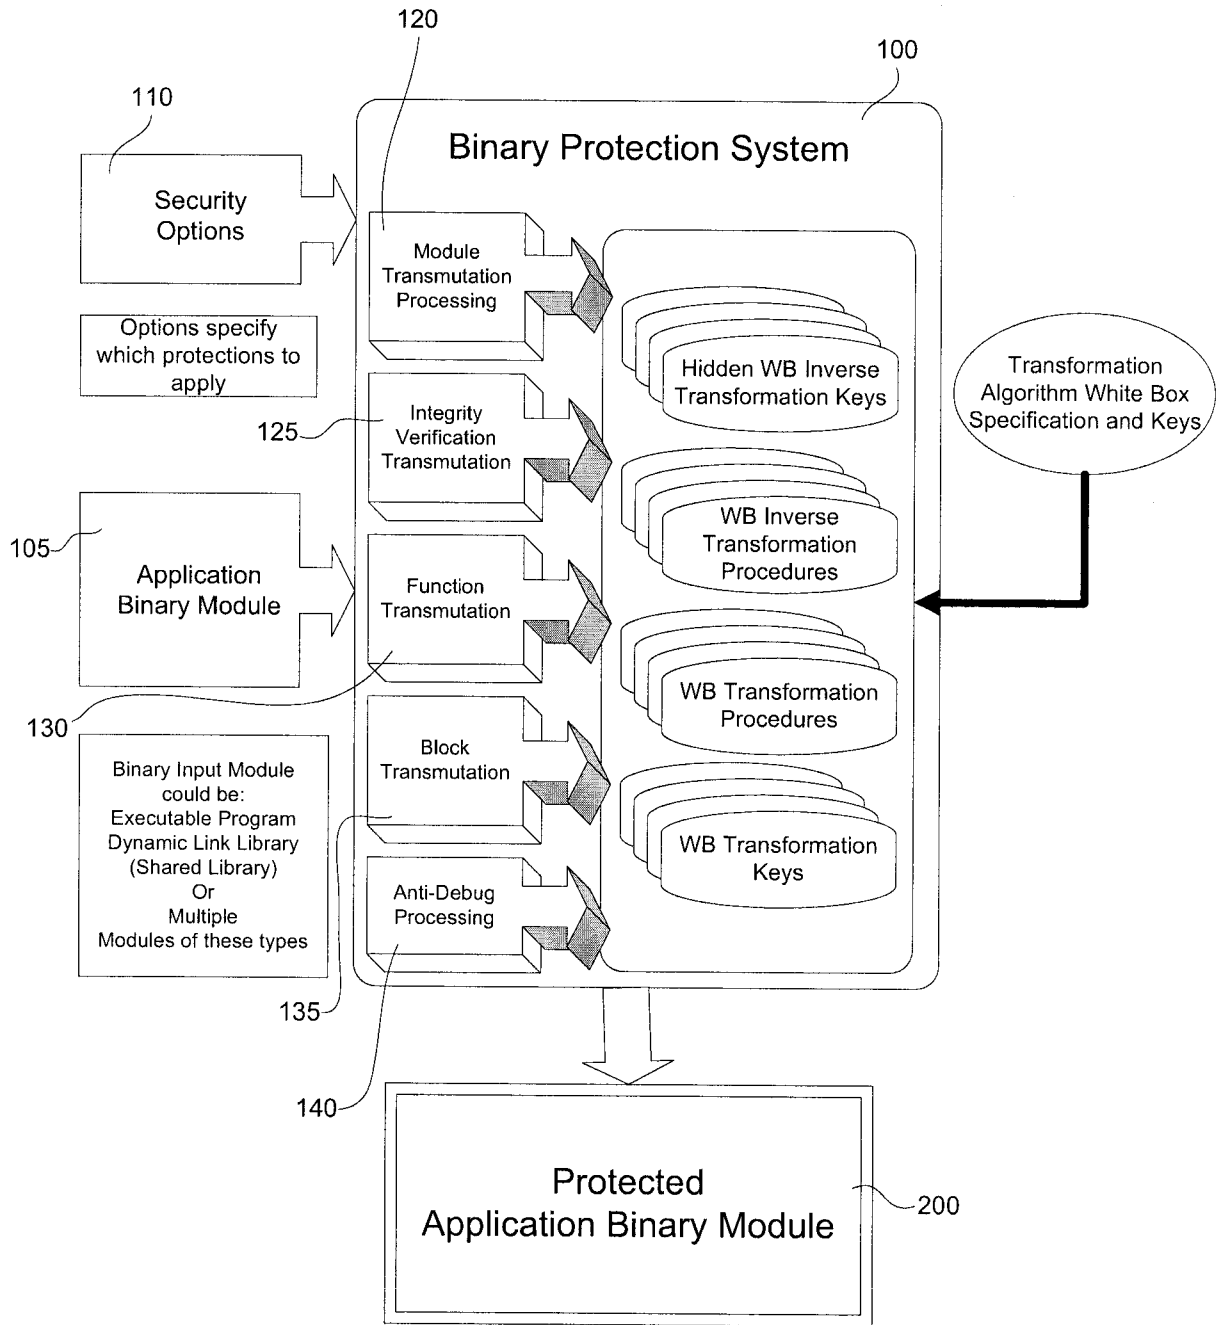 120
100
110
Binary Protection System
Security
Options
Module
Transmutation
Processing
Options specify
which protections to
apply
Hidden WB Inverse
Transformation Keys
Transformation
Algorithm White Box
Specification and Keys
125
Integrity
Verification
Transmutation
WB Inverse
Transformation
Procedures
105
Application
Binary Module
Function
Transmutation
130
WB Transformation
Procedures
Block
Transmutation
Binary Input Module
could be:
Executable Program
Dynamic Link Library
(Shared Library)
Or
Multiple
Modules of these types
WB Transformation
Keys
Anti-Debug
Processing
135
140
Protected
Application Binary Module
200